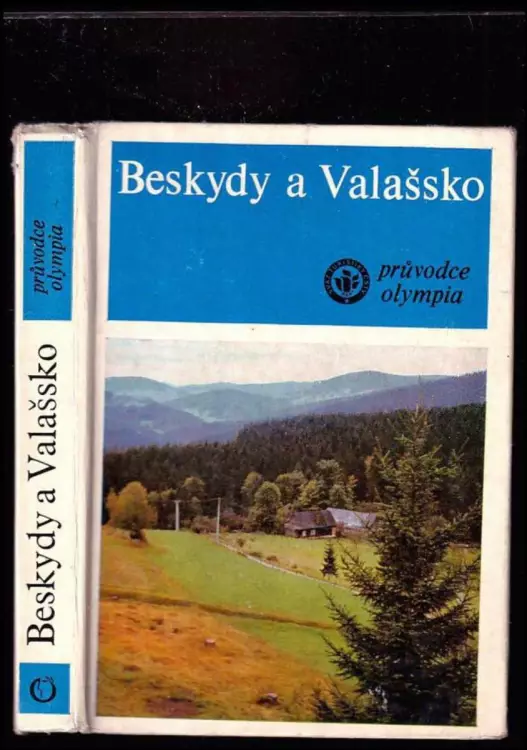 Beskydy a Valašsko
průvodce
olympia
průvodce
olympia
Beskydy a Valašsko